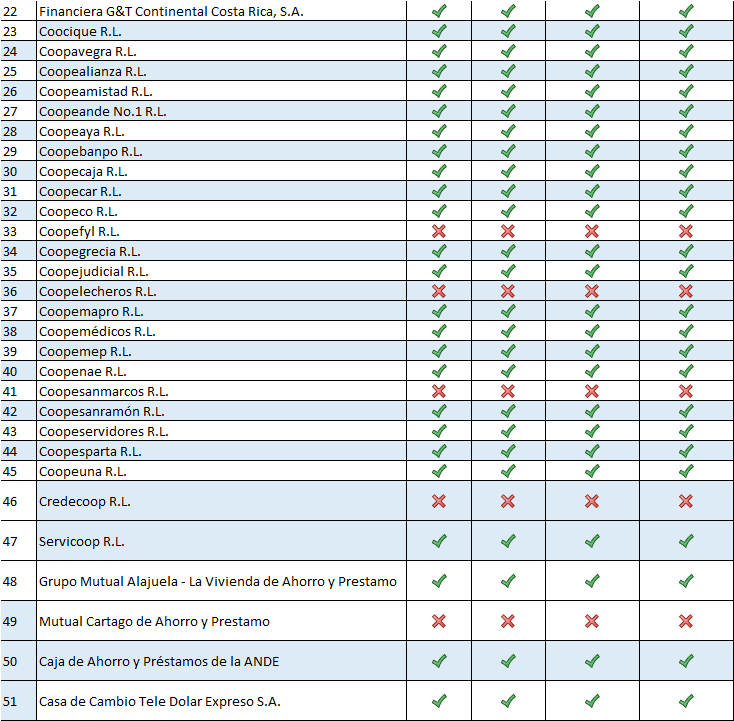 22 Financiera G&T Continental Costa Rica, S.A.
23 Coocique R.L.
24 Coopavegra R.L.
25 Coopealianza R.L.
26 Coopeamistad R.L.
27 Coopeande No.1 R.L.
28 Coopeaya R.L.
29 Coopebanpo R.L.
30 Coopecaja R.L.
31 Coopecar R.L.
32 Coopeco R.L.
33 Coopefyl R.L.
34 Coopegrecia R.L.
35 Coopejudicial R.L.
36 Coopelecheros R.L.
37 Coopemapro R.L.
38 Coopemédicos R.L.
39 Coopemep R.L.
40 Coopenae R.L.
41 Coopesanmarcos R.L.
42 Coopesanramón R.L.
43 Coopeservidores R.L.
44 Coopesparta R.L.
45 Coopeuna R.L.
46 Credecoop R.L.
47 Servicoop R.L.
48 Grupo Mutual Alajuela - La Vivienda de Ahorro y Prestamo
49 Mutual Cartago de Ahorro y Prestamo
50 Caja de Ahorro y Préstamos de la ANDE
51 Casa de Cambio Tele Dolar Expreso S.A.